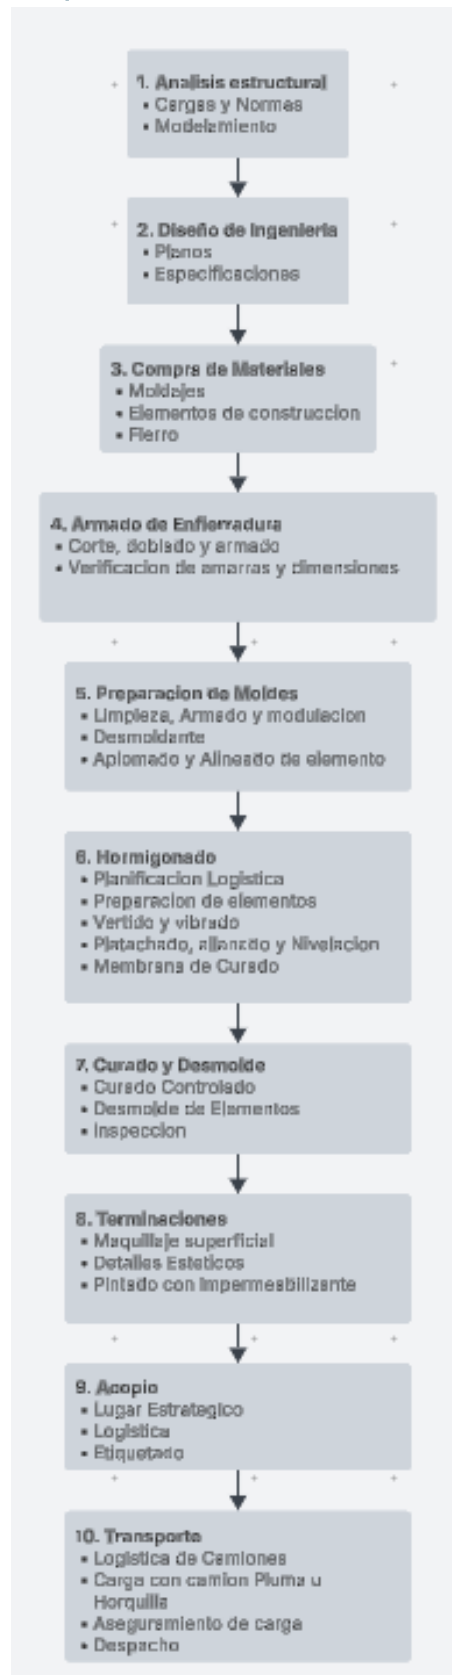 1. Analisis estructural
▪ Cargas y Normas
▪ Modelamiento
2. Diseño de Ingenieria
▪ Planos
▪ Especificaciones
3. Compra de Materiales
▪ Moldajes
▪ Elementos de construccion
▪ Fierro
4. Armado de Enfierradura
▪ Corte, doblado y armado
▪ Verificacion de amarras y dimensiones
5. Preparacion de Moldes
▪ Limpieza, Armado y modulacion
▪ Desmoldante
▪ Aplomado y Alineado de elemento
6. Hormigonado
▪ Planificacion Logistica
▪ Preparacion de elementos
▪ Vertido y vibrado
▪ Platachado, allanado y Nivelacion
▪ Membrana de Curado
7. Curado y Desmolde
▪ Curado Controlado
▪ Desmolde de Elementos
▪ Inspeccion
8. Terminaciones
▪ Maquillaje superficial
▪ Detalles Esteticos
▪ Pintado con Impermeabilizante
9. Acopio
▪ Lugar Estrategico
▪ Logistica
▪ Etiquetado
10. Transporte
▪ Logistica de Camiones
▪ Carga con camion Pluma u
Horquilla
▪ Aseguramiento de carga
▪ Despacho